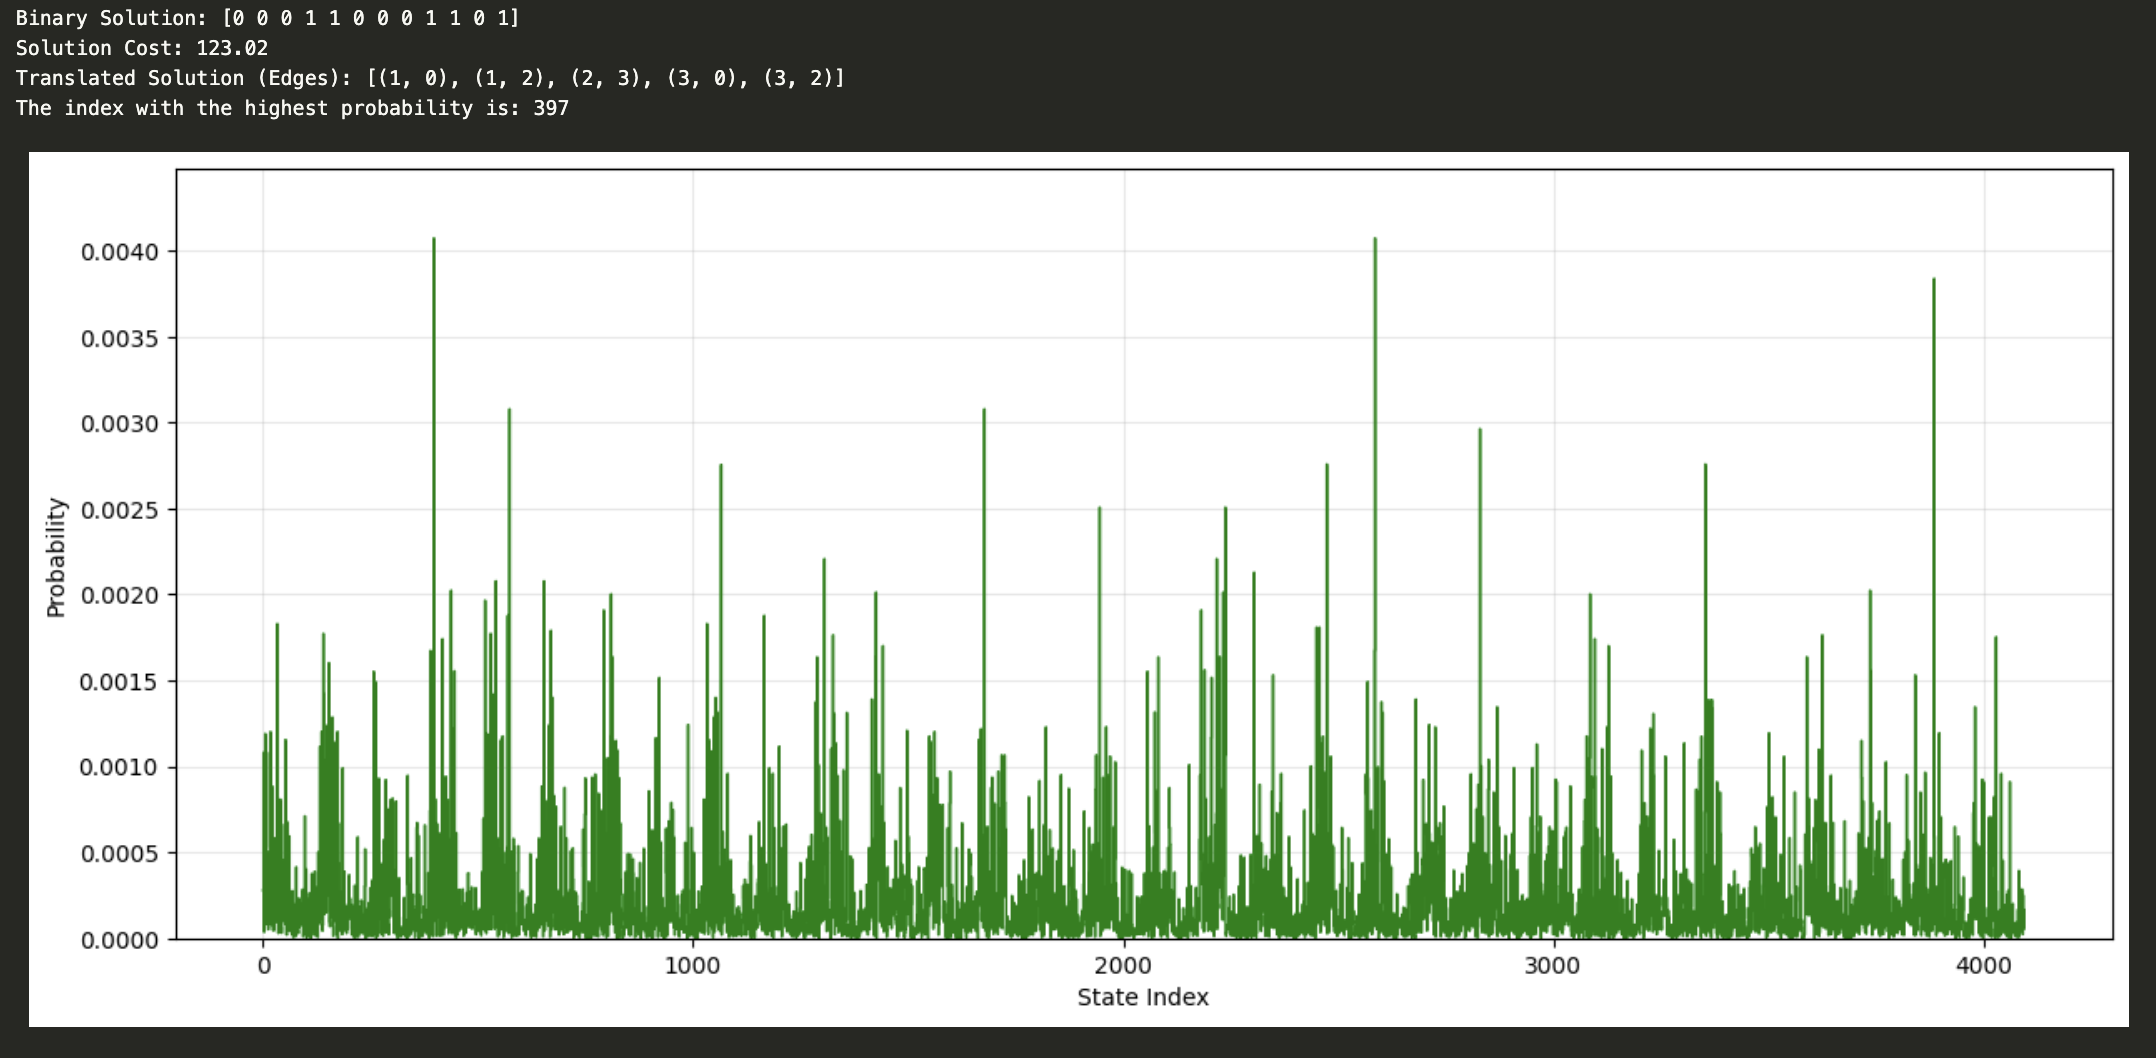 Binary Solution: [0 0 0 1 1 0 0 0 1 1 0 1]
Solution Cost: 123.02
Translated Solution (Edges): [(1, 0), (1, 2), (2, 3), (3, 0), (3, 2)]
The index with the highest probability is: 397
0.0040
0.0035
0.0030
0.0025
0.0020
0.0015
0.0010
0.0005
0.0000
Probability
0 1000 2000 3000 4000
State Index